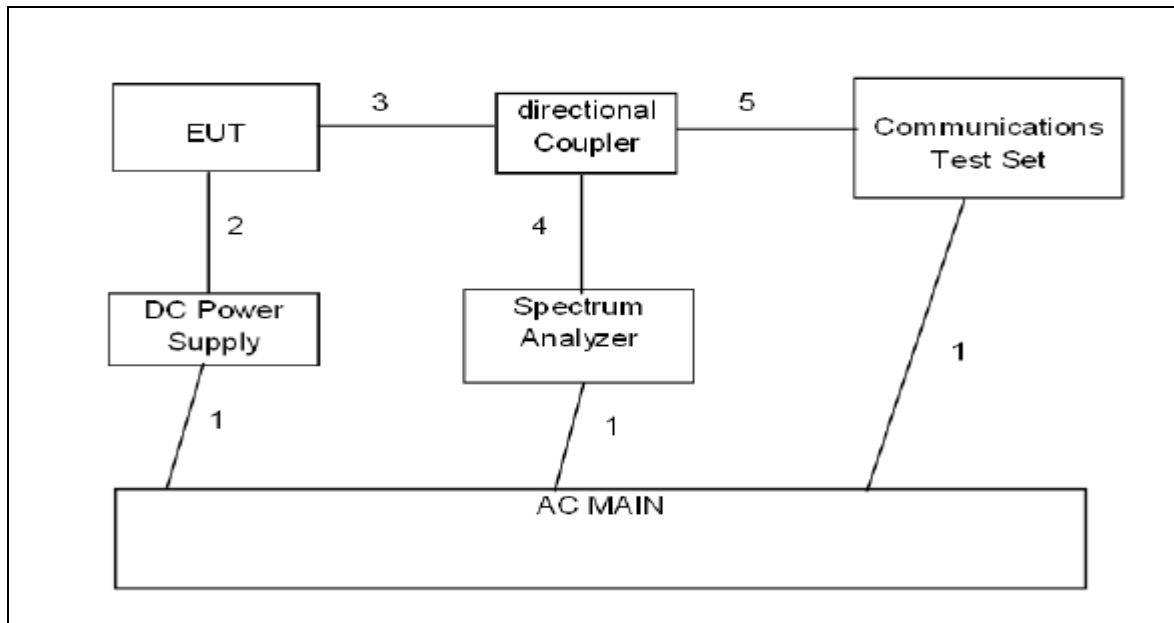 EUT
3
directional
Coupler
5
Communications
Test Set
2
4
DC Power
Supply
Spectrum
Analyzer
1
1
1
AC MAIN